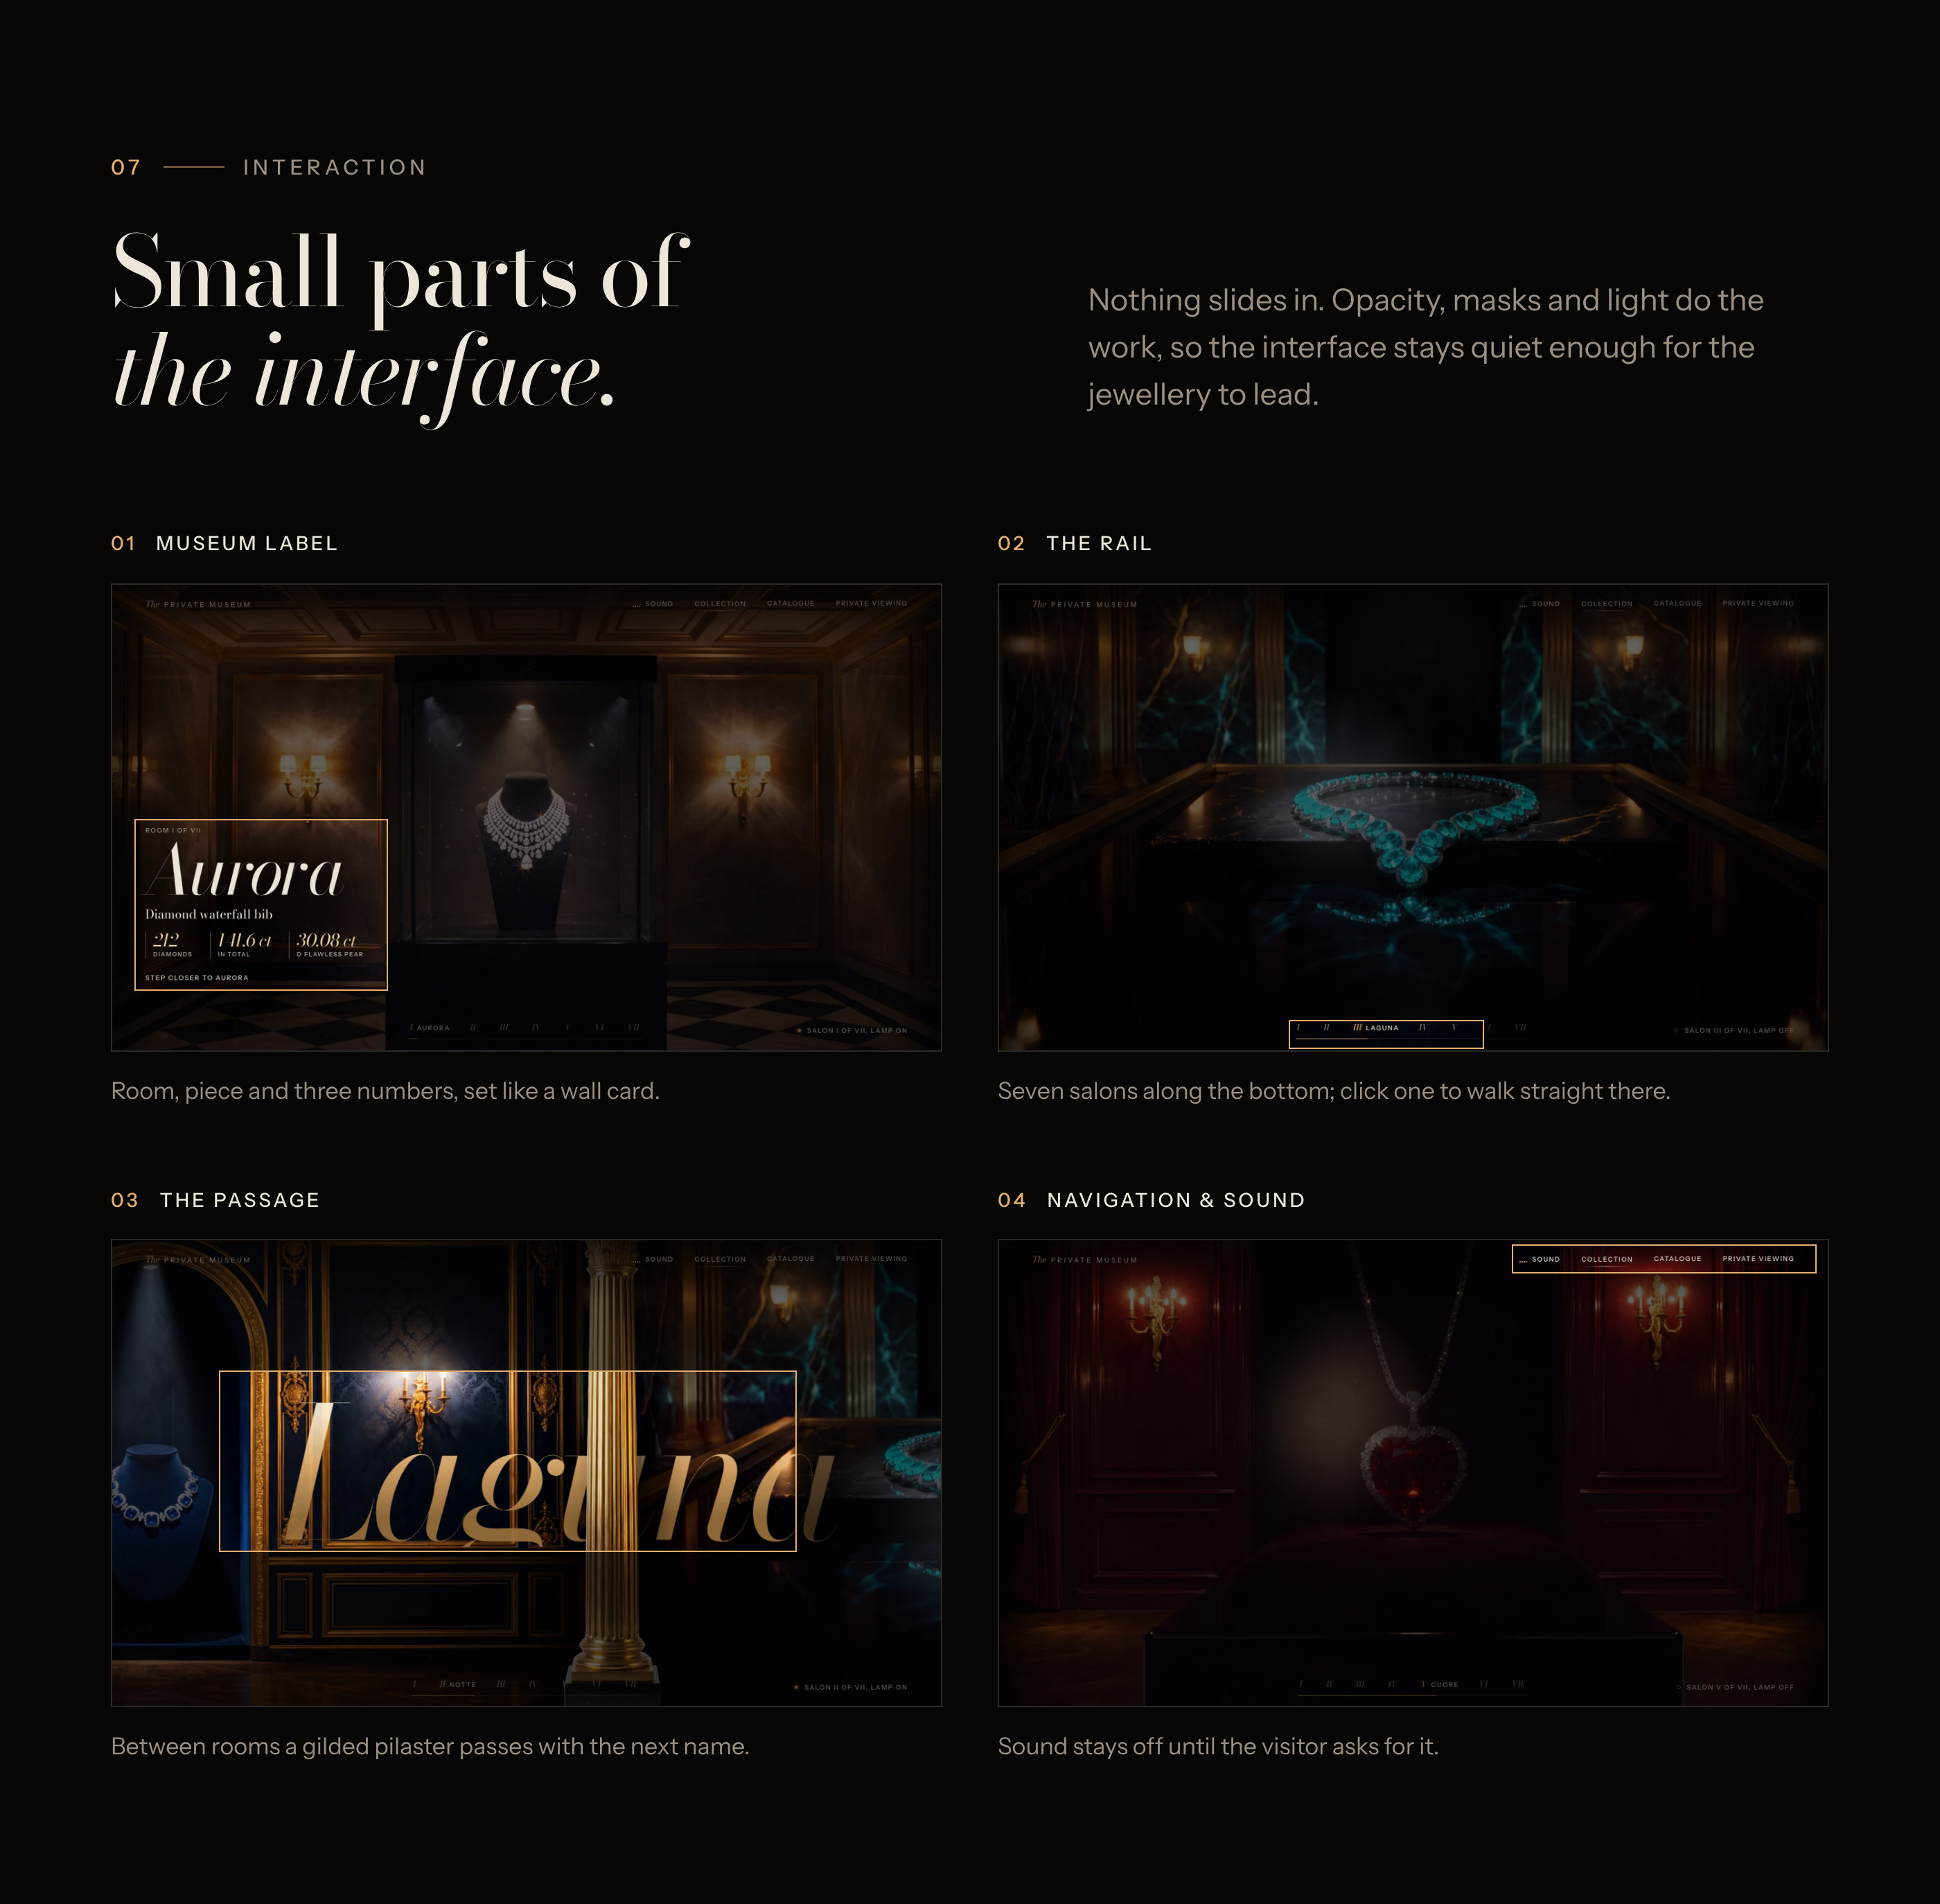 07 INTERACTION
Small parts of
the interface.
Nothing slides in. Opacity, masks and light do the
work, so the interface stays quiet enough for the
jewellery to lead.
01 MUSEUM LABEL
The PRIVATE MUSEUM
SOUND COLLECTION CATALOGUE PRIVATE VIEWING
ROOM I OF VII
Aurora
Diamond waterfall bib
212 141.6 ct 30.08 ct
DIAMONDS IN TOTAL D FLAWLESS PEAR
STEP CLOSER TO AURORA
I AURORA II III IV V VI VII
SALON I OF VII, LAMP ON
Room, piece and three numbers, set like a wall card.
02 THE RAIL
The PRIVATE MUSEUM
SOUND COLLECTION CATALOGUE PRIVATE VIEWING
I II III LAGUNA IV V VI VII
SALON III OF VII, LAMP OFF
Seven salons along the bottom; click one to walk straight there.
03 THE PASSAGE
The PRIVATE MUSEUM
SOUND COLLECTION CATALOGUE PRIVATE VIEWING
Laguna
I II NOTTE III IV VI VII
SALON II OF VII, LAMP ON
Between rooms a gilded pilaster passes with the next name.
04 NAVIGATION & SOUND
The PRIVATE MUSEUM
SOUND COLLECTION CATALOGUE PRIVATE VIEWING
I II III IV V CUORE VI VII
SALON V OF VII, LAMP OFF
Sound stays off until the visitor asks for it.